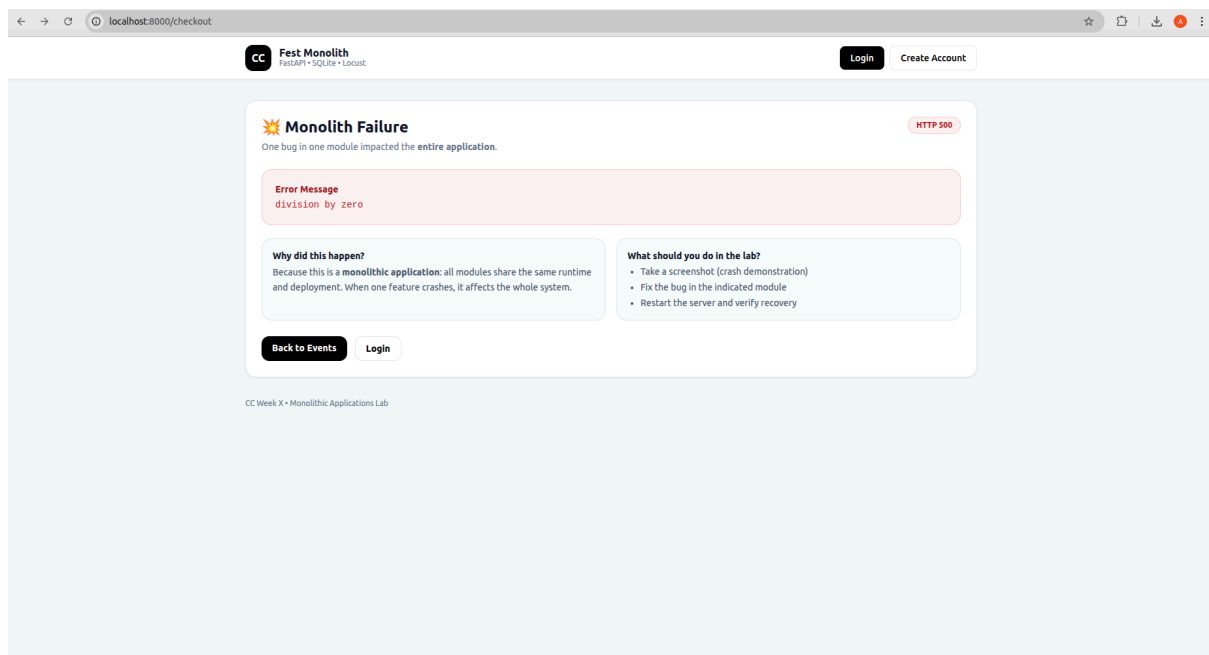 localhost:8000/checkout
A
CC
Fest Monolith
FastAPI • SQLite • Locust
Login
Create Account
💥 Monolith Failure
HTTP 500
One bug in one module impacted the entire application.
Error Message
division by zero
Why did this happen?
Because this is a monolithic application: all modules share the same runtime
and deployment. When one feature crashes, it affects the whole system.
What should you do in the lab?
• Take a screenshot (crash demonstration)
• Fix the bug in the indicated module
• Restart the server and verify recovery
Back to Events
Login
CC Week X • Monolithic Applications Lab